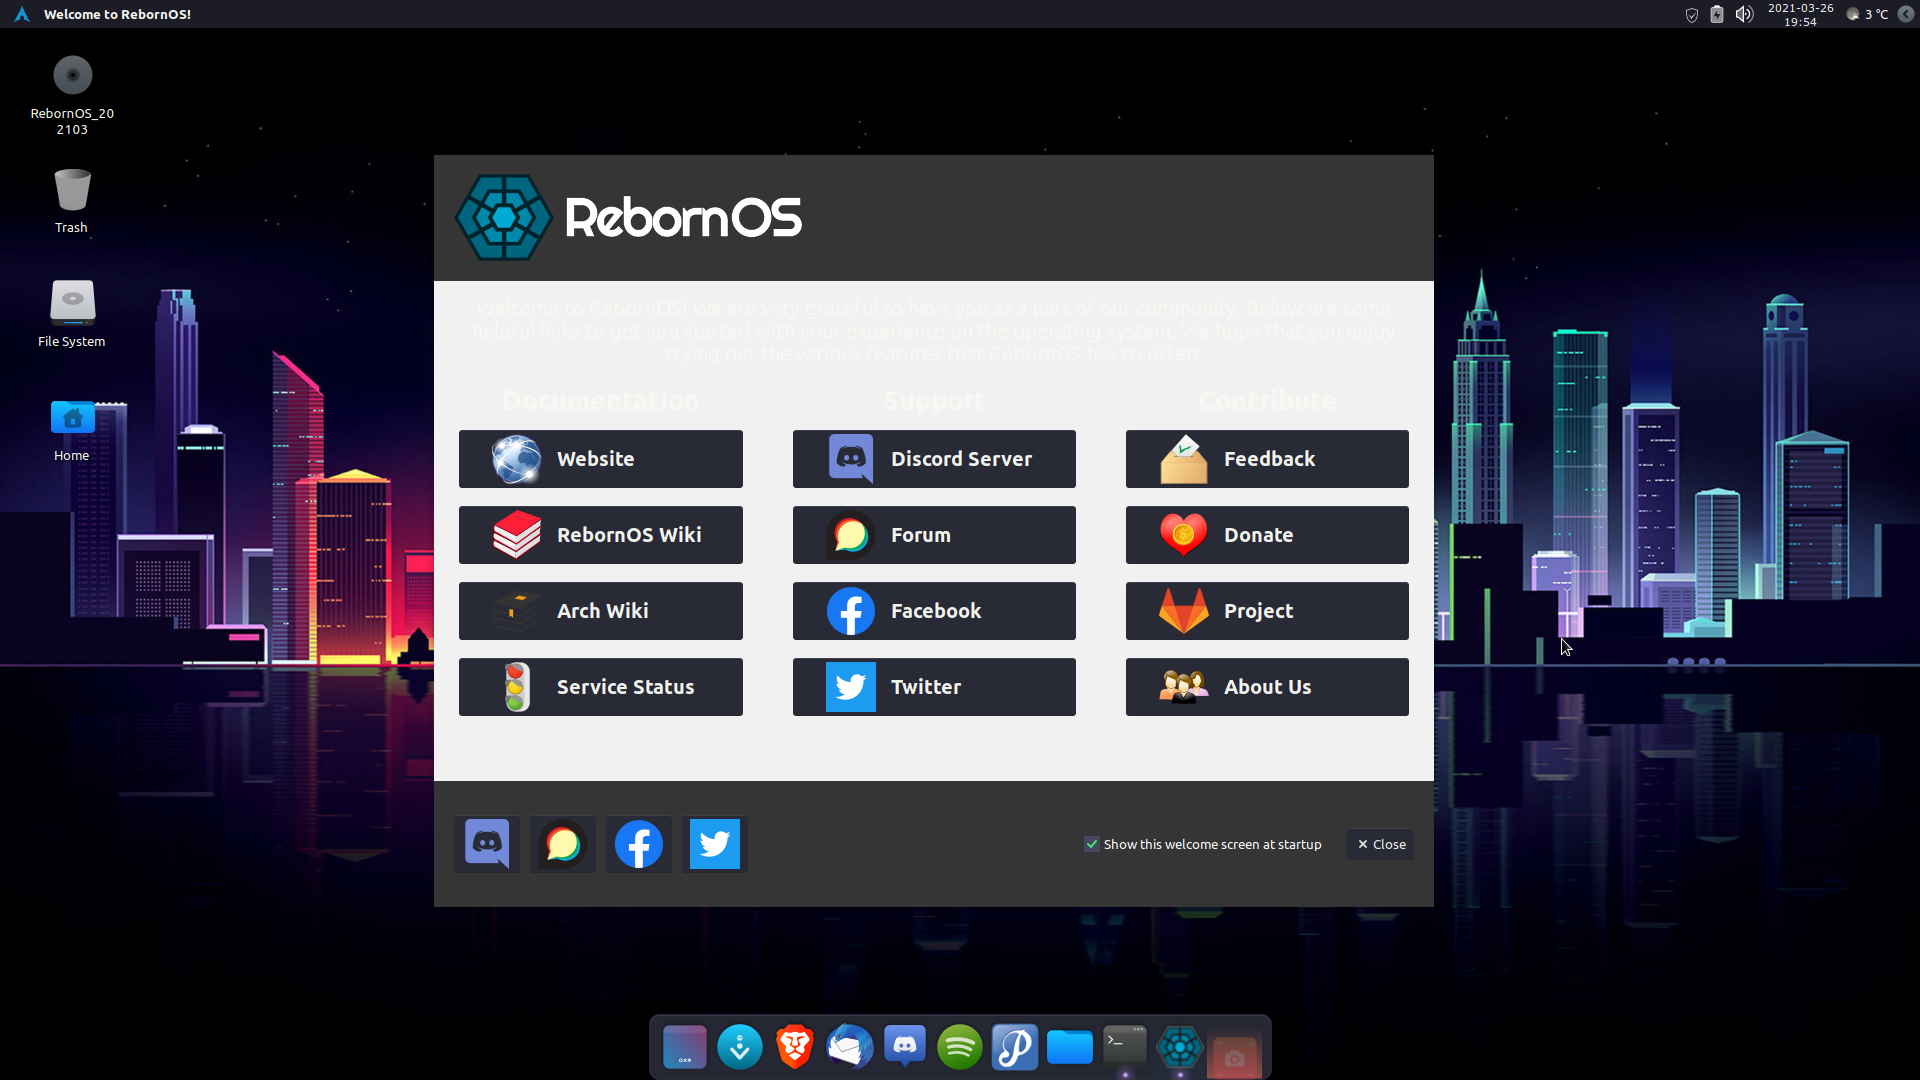 Welcome to RebornOS!
2021-03-26
19:54
3 °C
RebornOS_20
2103
Trash
File System
Home
RebornOS
Welcome to RebornOS! We are very grateful to have you as a part of our community. Below are some
helpful links to get you started with your experience on the operating system. We hope that you enjoy
trying out the various features that RebornOS has to offer!
Documentation
Support
Contribute
Website
Discord Server
Feedback
RebornOS Wiki
Forum
Donate
Arch Wiki
Facebook
Project
Service Status
Twitter
About Us
Show this welcome screen at startup
Close